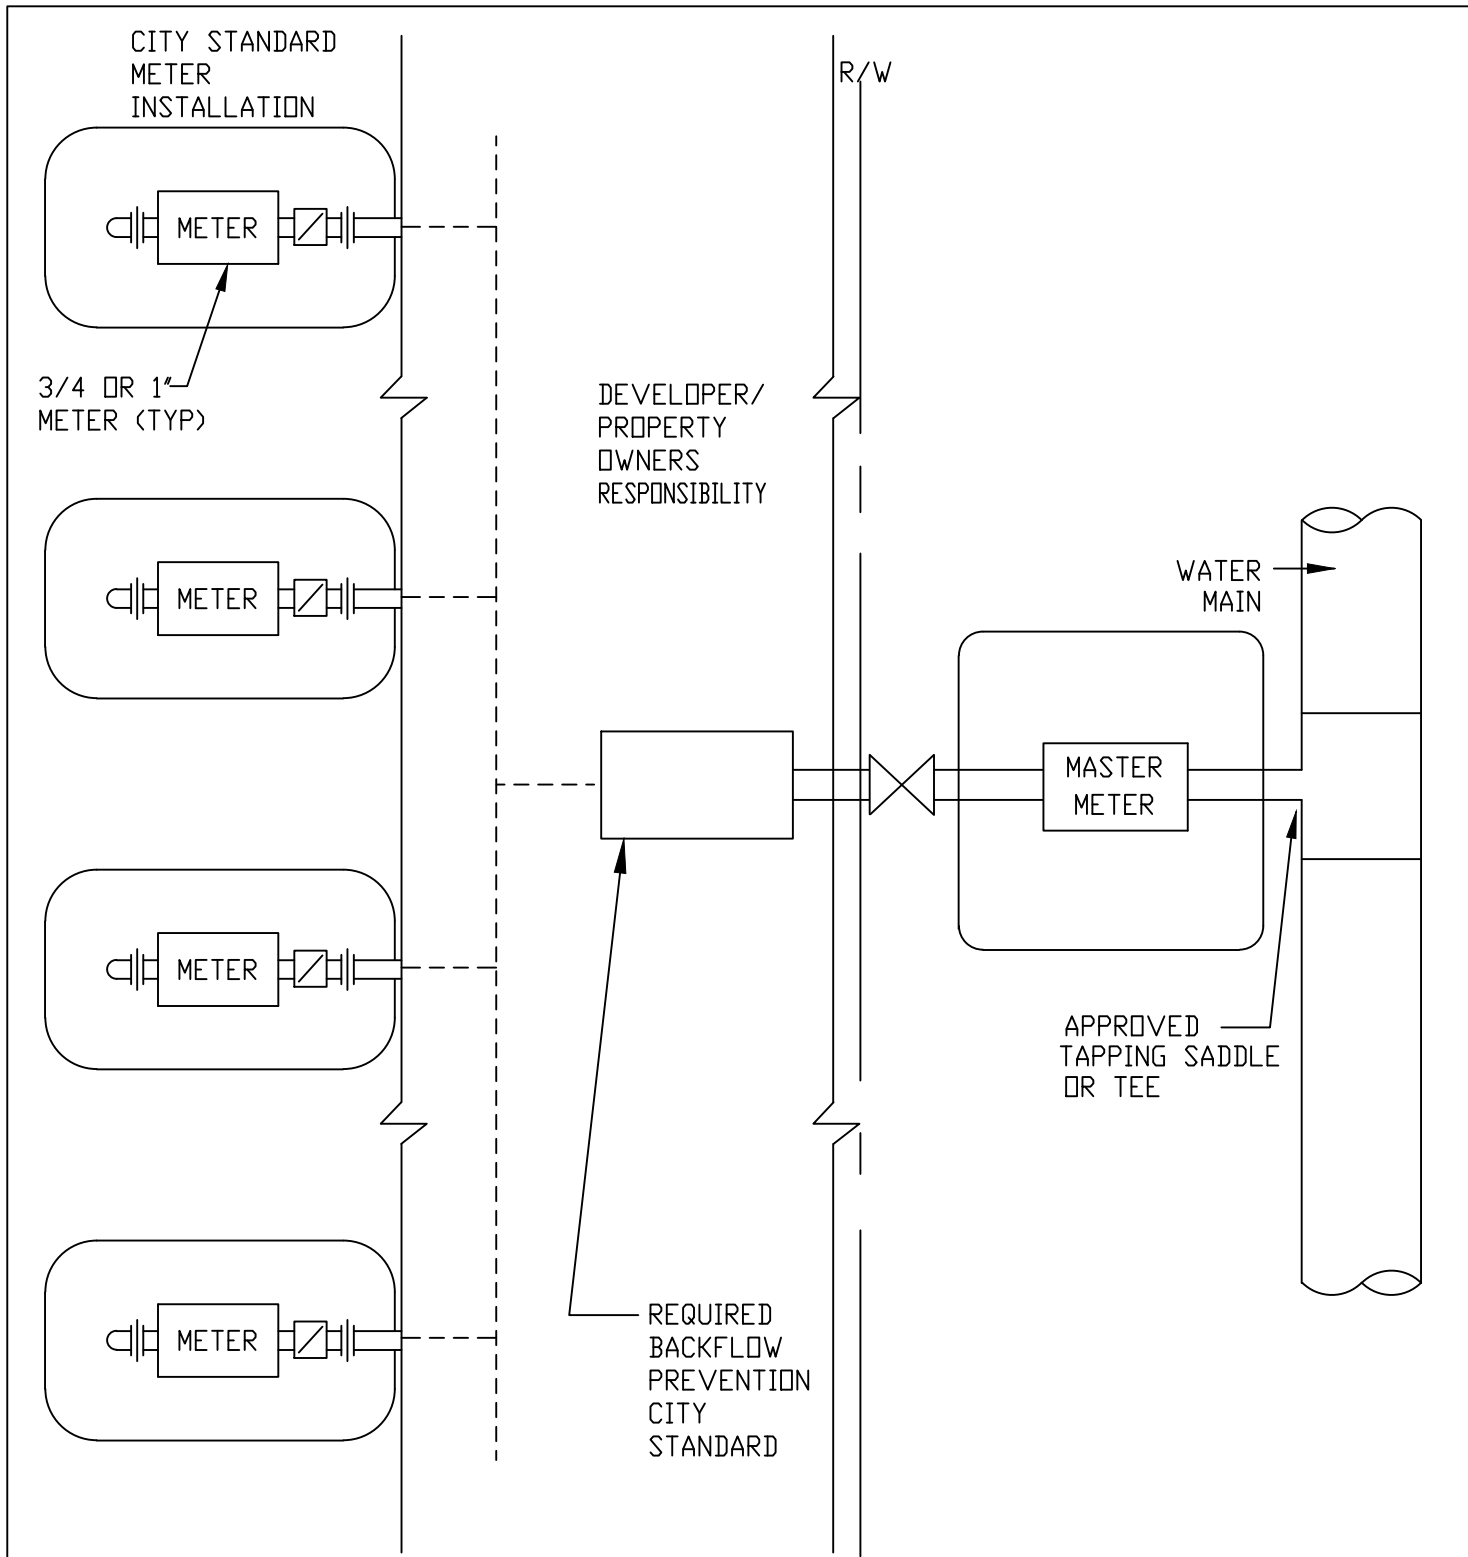 CITY STANDARD
METER
INSTALLATION
R/W
METER
3/4 OR 1"
METER (TYP)
DEVELOPER/
PROPERTY
OWNERS
RESPONSIBILITY
METER
WATER
MAIN
MASTER
METER
METER
APPROVED
TAPPING SADDLE
OR TEE
METER
REQUIRED
BACKFLOW
PREVENTION
CITY
STANDARD